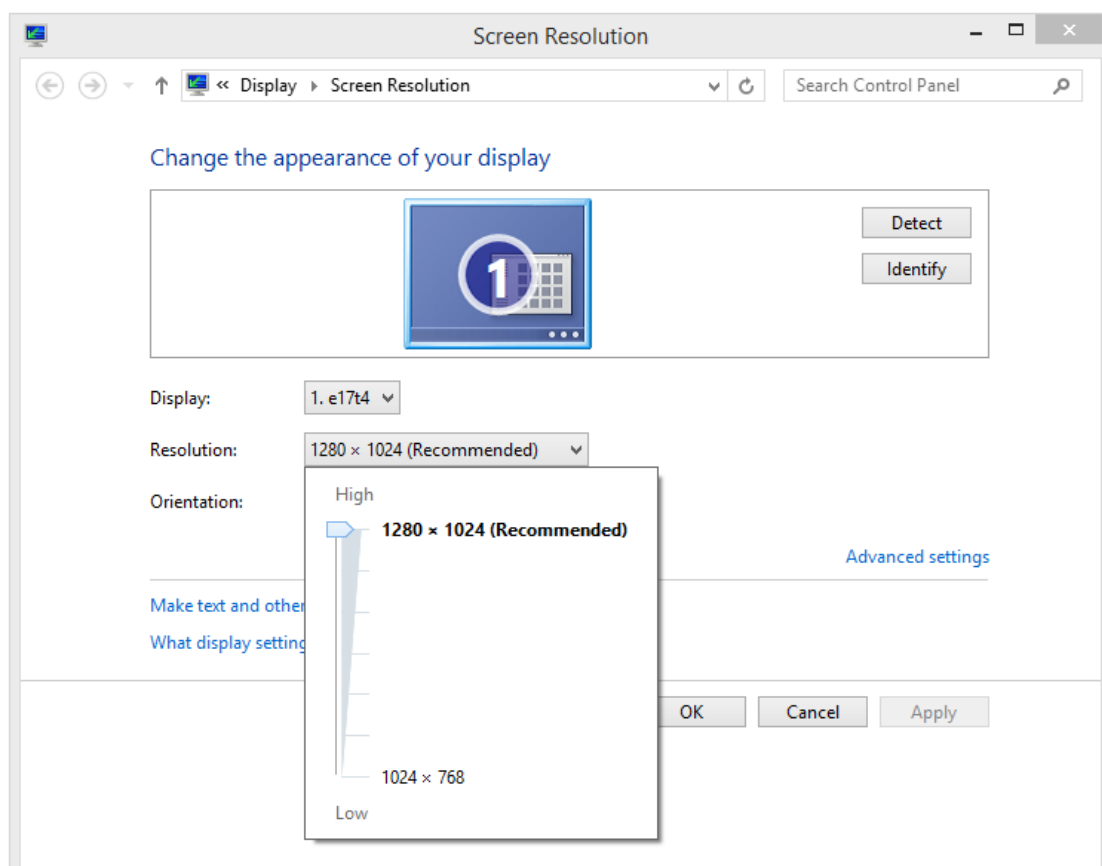 Screen Resolution
« Display Screen Resolution
Search Control Panel
Change the appearance of your display
1
Detect
Identify
Display:
1. e17t4
Resolution:
1280 × 1024 (Recommended)
Orientation:
High
1280 × 1024 (Recommended)
1024 × 768
Low
Advanced settings
Make text and other
What display setting
OK
Cancel
Apply